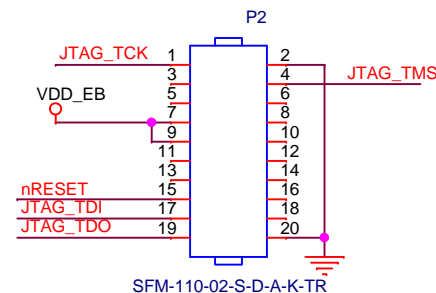 P2
JTAG_TCK 1 2
3 4 JTAG_TMS
5 6
VDD_EB
7 8
9 10
11 12
13 14
nRESET 15 16
JTAG_TDI 17 18
JTAG_TDO 19 20
SFM-110-02-S-D-A-K-TR